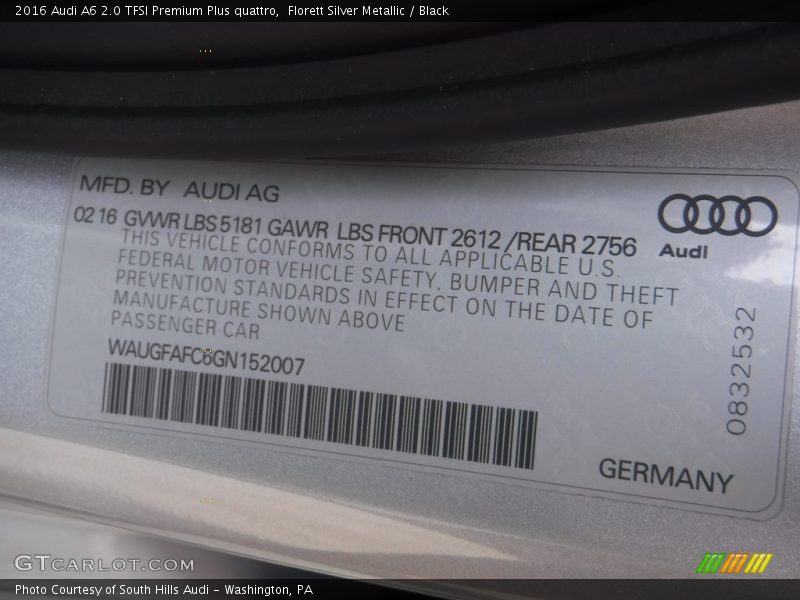 2016 Audi A6 2.0 TFSI Premium Plus quattro,  Florett Silver Metallic / Black
MFD. BY AUDI AG
02 16 GVWR LBS 5181 GAWR LBS FRONT 2612 /REAR 2756
THIS VEHICLE CONFORMS TO ALL APPLICABLE U.S.
FEDERAL MOTOR VEHICLE SAFETY, BUMPER AND THEFT
PREVENTION STANDARDS IN EFFECT ON THE DATE OF
MANUFACTURE SHOWN ABOVE
PASSENGER CAR
WAUGFAFC6GN152007
Audi
0832532
GERMANY
GTCARLOT.COM
Photo Courtesy of South Hills Audi - Washington, PA